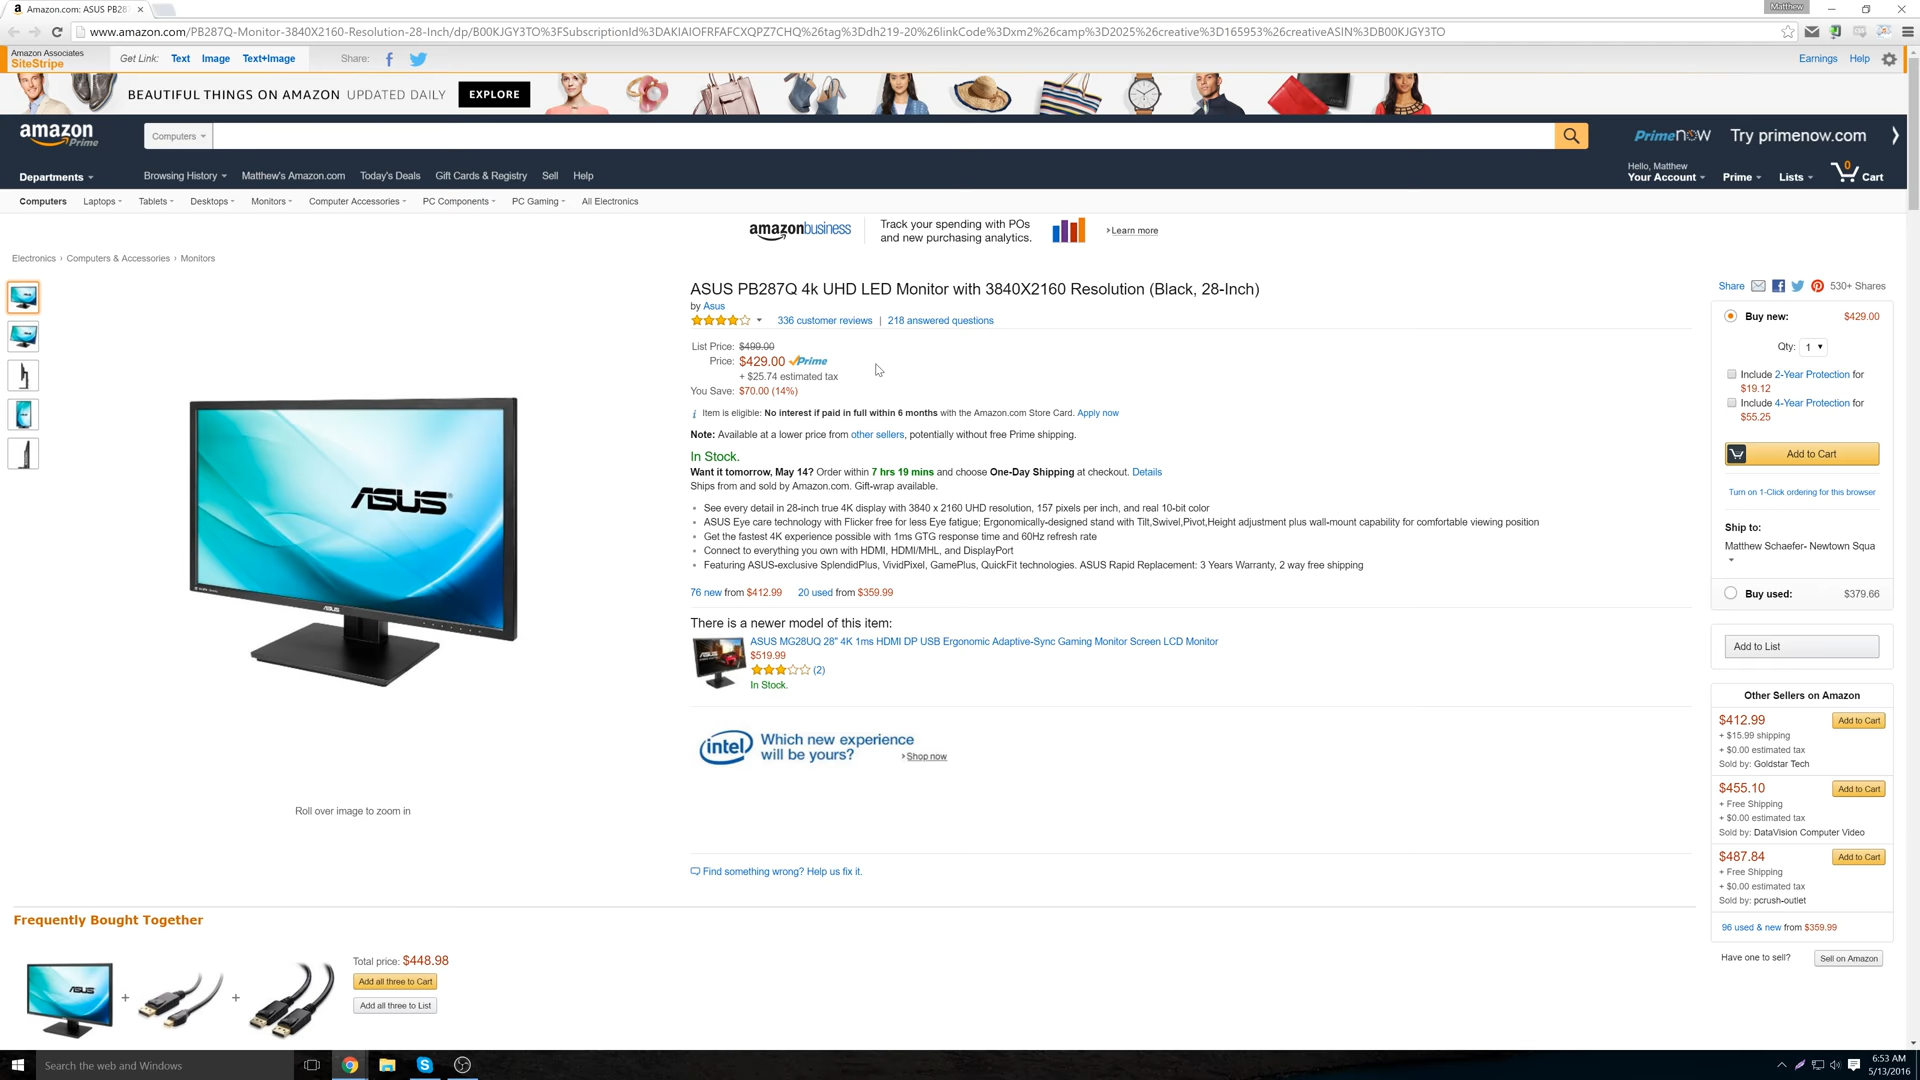 Amazon.com: ASUS PB28
Matthew
www.amazon.com/PB287Q-Monitor-3840X2160-Resolution-28-Inch/dp/B00KJGY3TO%3FSubscriptionId%3DAKIAIOFRFAFCXQPZ7CHQ%26tag%3Ddh219-20%26linkCode%3Dxm2%26camp%3D2025%26creative%3D165953%26creativeASIN%3DB00KJGY3TO
Amazon Associates
SiteStripe
Get Link: Text Image Text+Image
Share:
Earnings Help
BEAUTIFUL THINGS ON AMAZON UPDATED DAILY EXPLORE
amazon Prime
Computers
PrimeNOW Try primenow.com
Departments
Browsing History Matthew's Amazon.com Today's Deals Gift Cards & Registry Sell Help
Hello, Matthew
Your Account Prime Lists 0 Cart
Computers Laptops Tablets Desktops Monitors Computer Accessories PC Components PC Gaming All Electronics
amazonbusiness
Track your spending with POs
and new purchasing analytics.
› Learn more
Electronics › Computers & Accessories › Monitors
ASUS PB287Q 4k UHD LED Monitor with 3840X2160 Resolution (Black, 28-Inch)
by Asus
336 customer reviews | 218 answered questions
List Price: $499.00
Price: $429.00 Prime
+ $25.74 estimated tax
You Save: $70.00 (14%)
i Item is eligible: No interest if paid in full within 6 months with the Amazon.com Store Card. Apply now
Note: Available at a lower price from other sellers, potentially without free Prime shipping.
In Stock.
Want it tomorrow, May 14? Order within 7 hrs 19 mins and choose One-Day Shipping at checkout. Details
Ships from and sold by Amazon.com. Gift-wrap available.
• See every detail in 28-inch true 4K display with 3840 x 2160 UHD resolution, 157 pixels per inch, and real 10-bit color
• ASUS Eye care technology with Flicker free for less Eye fatigue; Ergonomically-designed stand with Tilt,Swivel,Pivot,Height adjustment plus wall-mount capability for comfortable viewing position
• Get the fastest 4K experience possible with 1ms GTG response time and 60Hz refresh rate
• Connect to everything you own with HDMI, HDMI/MHL, and DisplayPort
• Featuring ASUS-exclusive SplendidPlus, VividPixel, GamePlus, QuickFit technologies. ASUS Rapid Replacement: 3 Years Warranty, 2 way free shipping
76 new from $412.99 20 used from $359.99
There is a newer model of this item:
ASUS MG28UQ 28" 4K 1ms HDMI DP USB Ergonomic Adaptive-Sync Gaming Monitor Screen LCD Monitor
$519.99
(2)
In Stock.
intel
Which new experience
will be yours?
› Shop now
Find something wrong? Help us fix it.
ASUS
ASUS
Roll over image to zoom in
Share 530+ Shares
Buy new: $429.00
Qty: 1
Include 2-Year Protection for
$19.12
Include 4-Year Protection for
$55.25
Add to Cart
Turn on 1-Click ordering for this browser
Ship to:
Matthew Schaefer- Newtown Squa
Buy used: $379.66
Add to List
Other Sellers on Amazon
$412.99 Add to Cart
+ $15.99 shipping
+ $0.00 estimated tax
Sold by: Goldstar Tech
$455.10 Add to Cart
+ Free Shipping
+ $0.00 estimated tax
Sold by: DataVision Computer Video
$487.84 Add to Cart
+ Free Shipping
+ $0.00 estimated tax
Sold by: pcrush-outlet
96 used & new from $359.99
Have one to sell? Sell on Amazon
Frequently Bought Together
ASUS
+
+
Total price: $448.98
Add all three to Cart
Add all three to List
Search the web and Windows
6:53 AM
5/13/2016